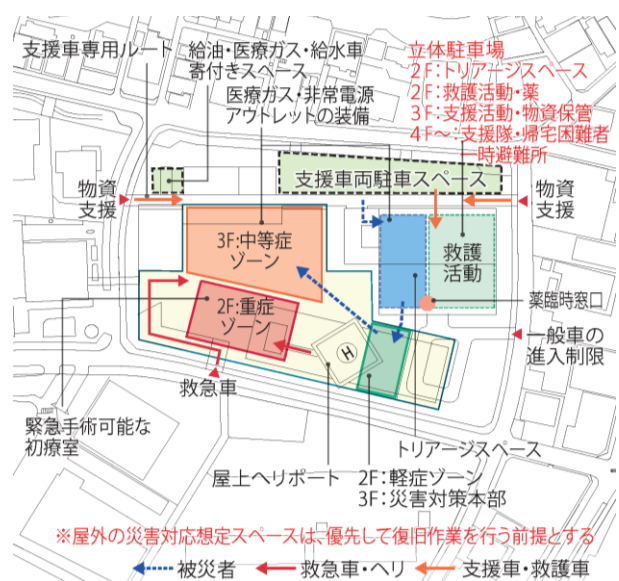 支援車専用ルート
給油・医療ガス・給水車
寄付きスペース
医療ガス・非常電源
アウトレットの装備
立体駐車場
2F:トリアージスペース
2F:救護活動・薬
3F:支援活動・物資保管
4F～:支援隊・帰宅困難者
一時避難所
支援車両駐車スペース
物資
支援
物資
支援
3F:中等症
ゾーン
救護
活動
2F:重症
ゾーン
薬臨時窓口
一般車の
進入制限
H
救急車
緊急手術可能な
初療室
トリアージスペース
屋上ヘリポート
2F:軽症ゾーン
3F:災害対策本部
※屋外の災害対応想定スペースは、優先して復旧作業を行う前提とする
被災者
救急車・ヘリ
支援車・救護車